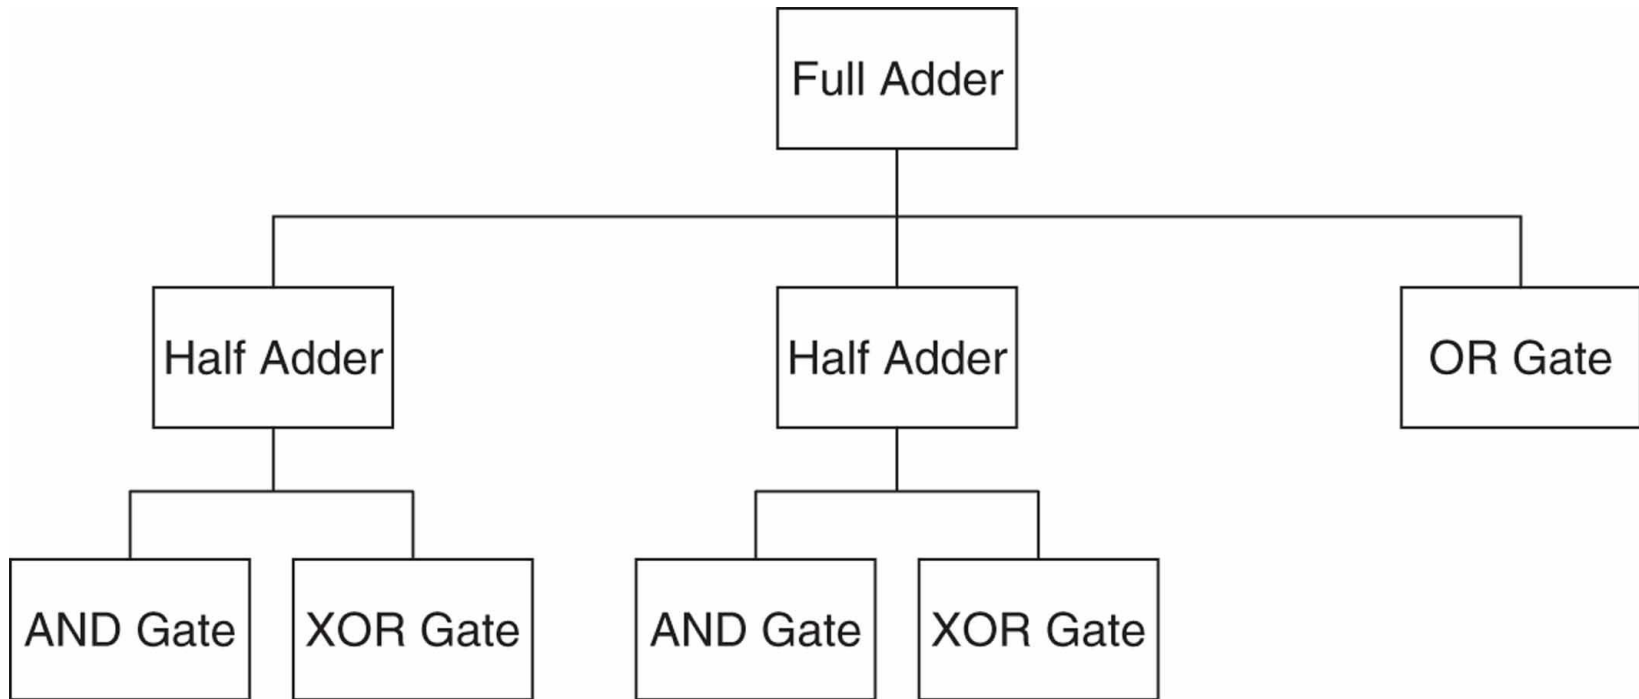 Full Adder
Half Adder
Half Adder
OR Gate
AND Gate
XOR Gate
AND Gate
XOR Gate